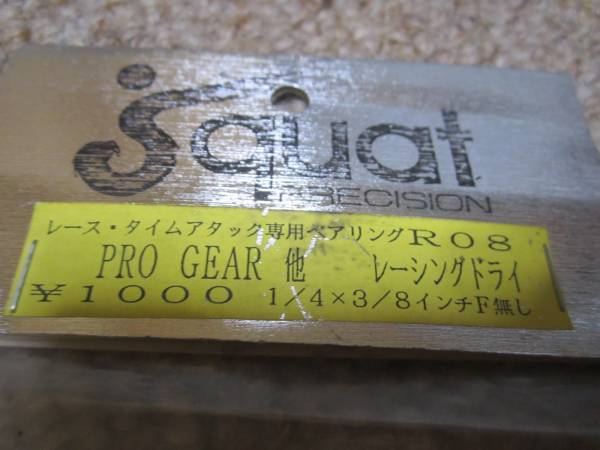 Squat
PRECISION
レース・タイムアタック専用ベアリングR08
PRO GEAR 他 レーシングドライ
¥1000 1/4×3/8インチF無し